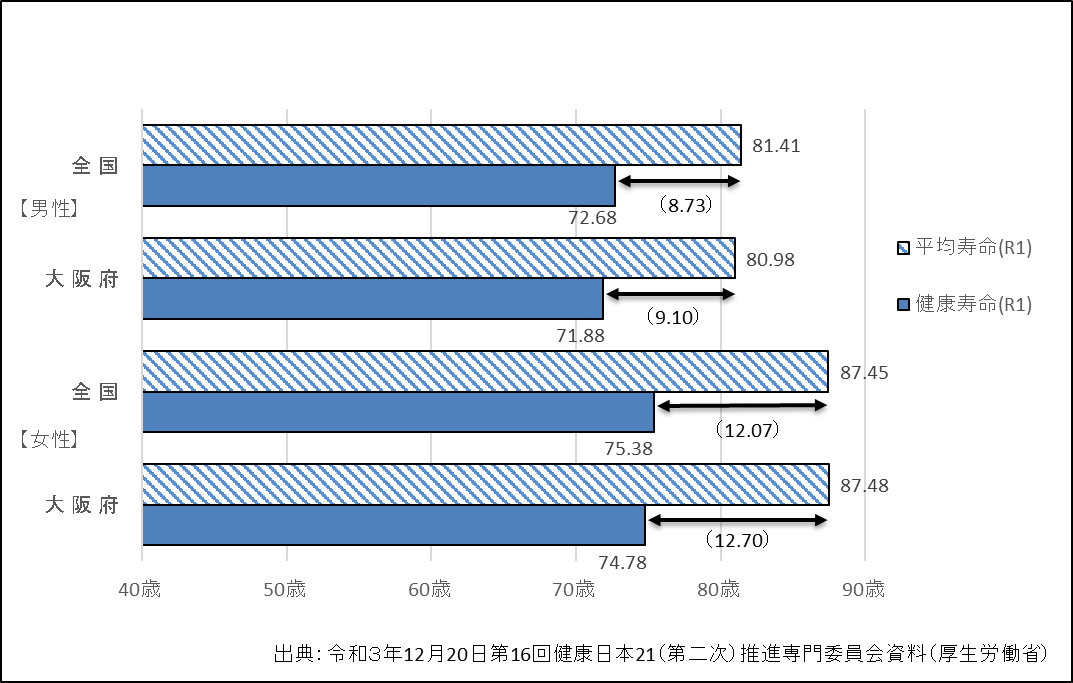 81.41
全国
（8.73）
【男性】
72.68
平均寿命(R1)
80.98
大阪府
健康寿命(R1)
（9.10）
71.88
87.45
全国
（12.07）
【女性】
75.38
87.48
大阪府
（12.70）
74.78
40歳 50歳 60歳 70歳 80歳 90歳
出典：令和３年12月20日第16回健康日本21（第二次）推進専門委員会資料（厚生労働省）